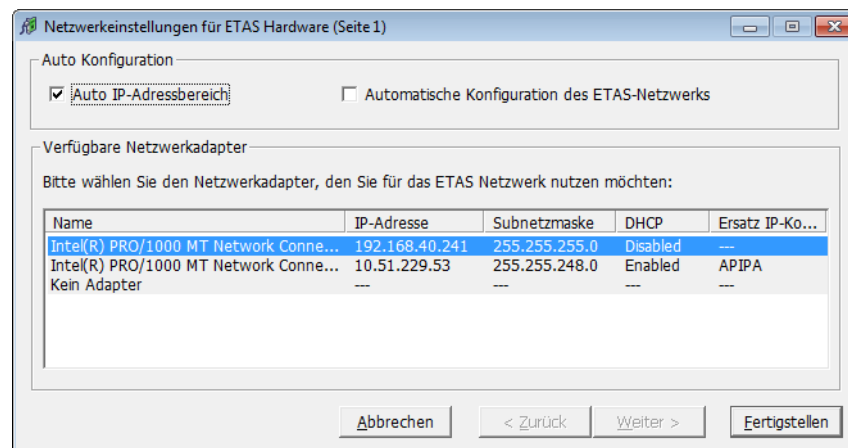 Netzwerkeinstellungen für ETAS Hardware (Seite 1)
Auto Konfiguration
Auto IP-Adressbereich Automatische Konfiguration des ETAS-Netzwerks
Verfügbare Netzwerkadapter
Bitte wählen Sie den Netzwerkadapter, den Sie für das ETAS Netzwerk nutzen möchten:
Name IP-Adresse Subnetzmaske DHCP Ersatz IP-Ko...
Intel(R) PRO/1000 MT Network Conne... 192.168.40.241 255.255.255.0 Disabled ---
Intel(R) PRO/1000 MT Network Conne... 10.51.229.53 255.255.248.0 Enabled APIPA
Kein Adapter --- --- --- ---
Abbrechen < Zurück Weiter > Fertigstellen